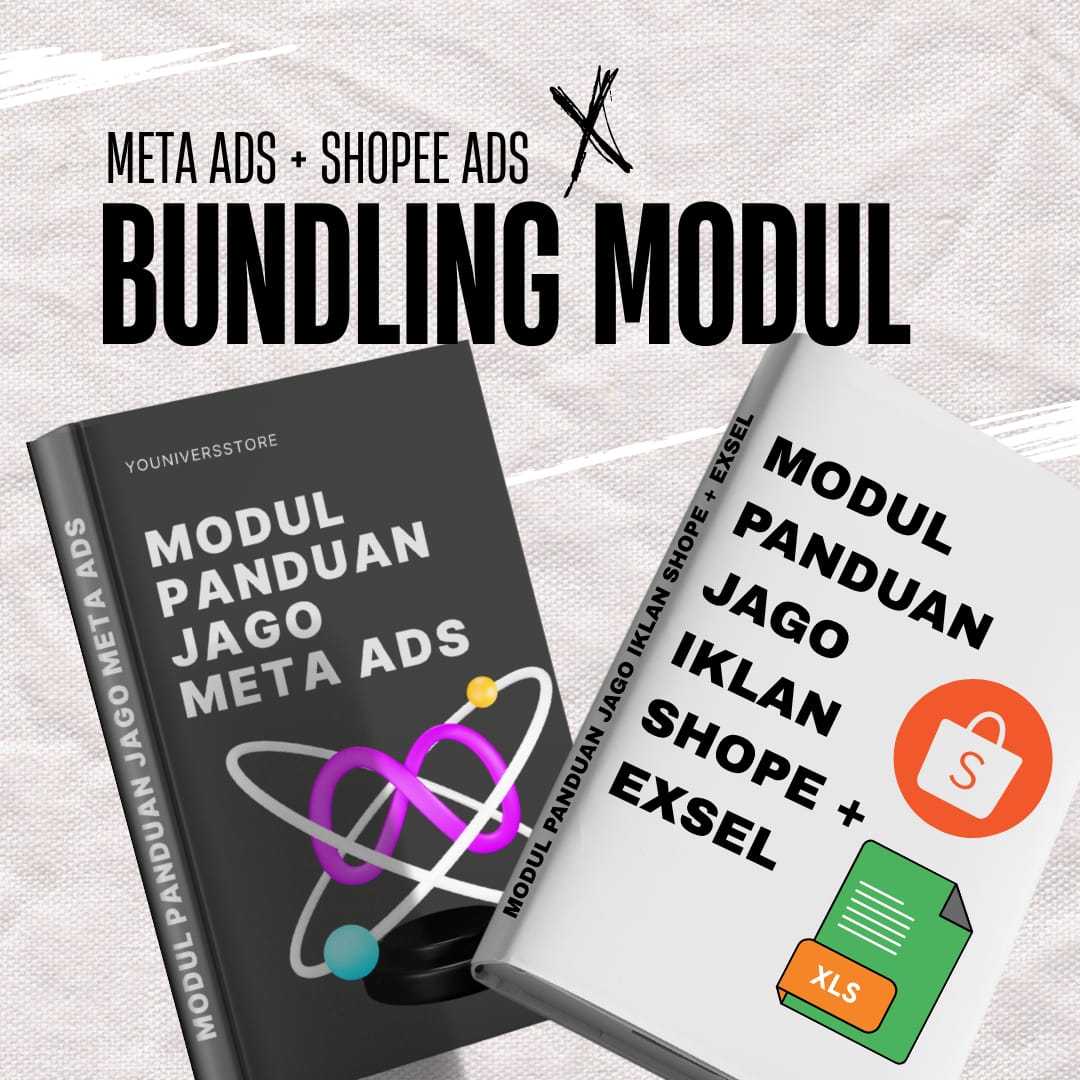 META ADS + SHOPEE ADS
BUNDLING MODUL
YOUNIVERSSTORE
MODUL
PANDUAN
JAGO
META ADS
MODUL PANDUAN JAGO META ADS
MODUL
PANDUAN
JAGO
IKLAN
SHOPE +
EXSEL
MODUL PANDUAN JAGO IKLAN SHOPE + EXSEL
S
XLS